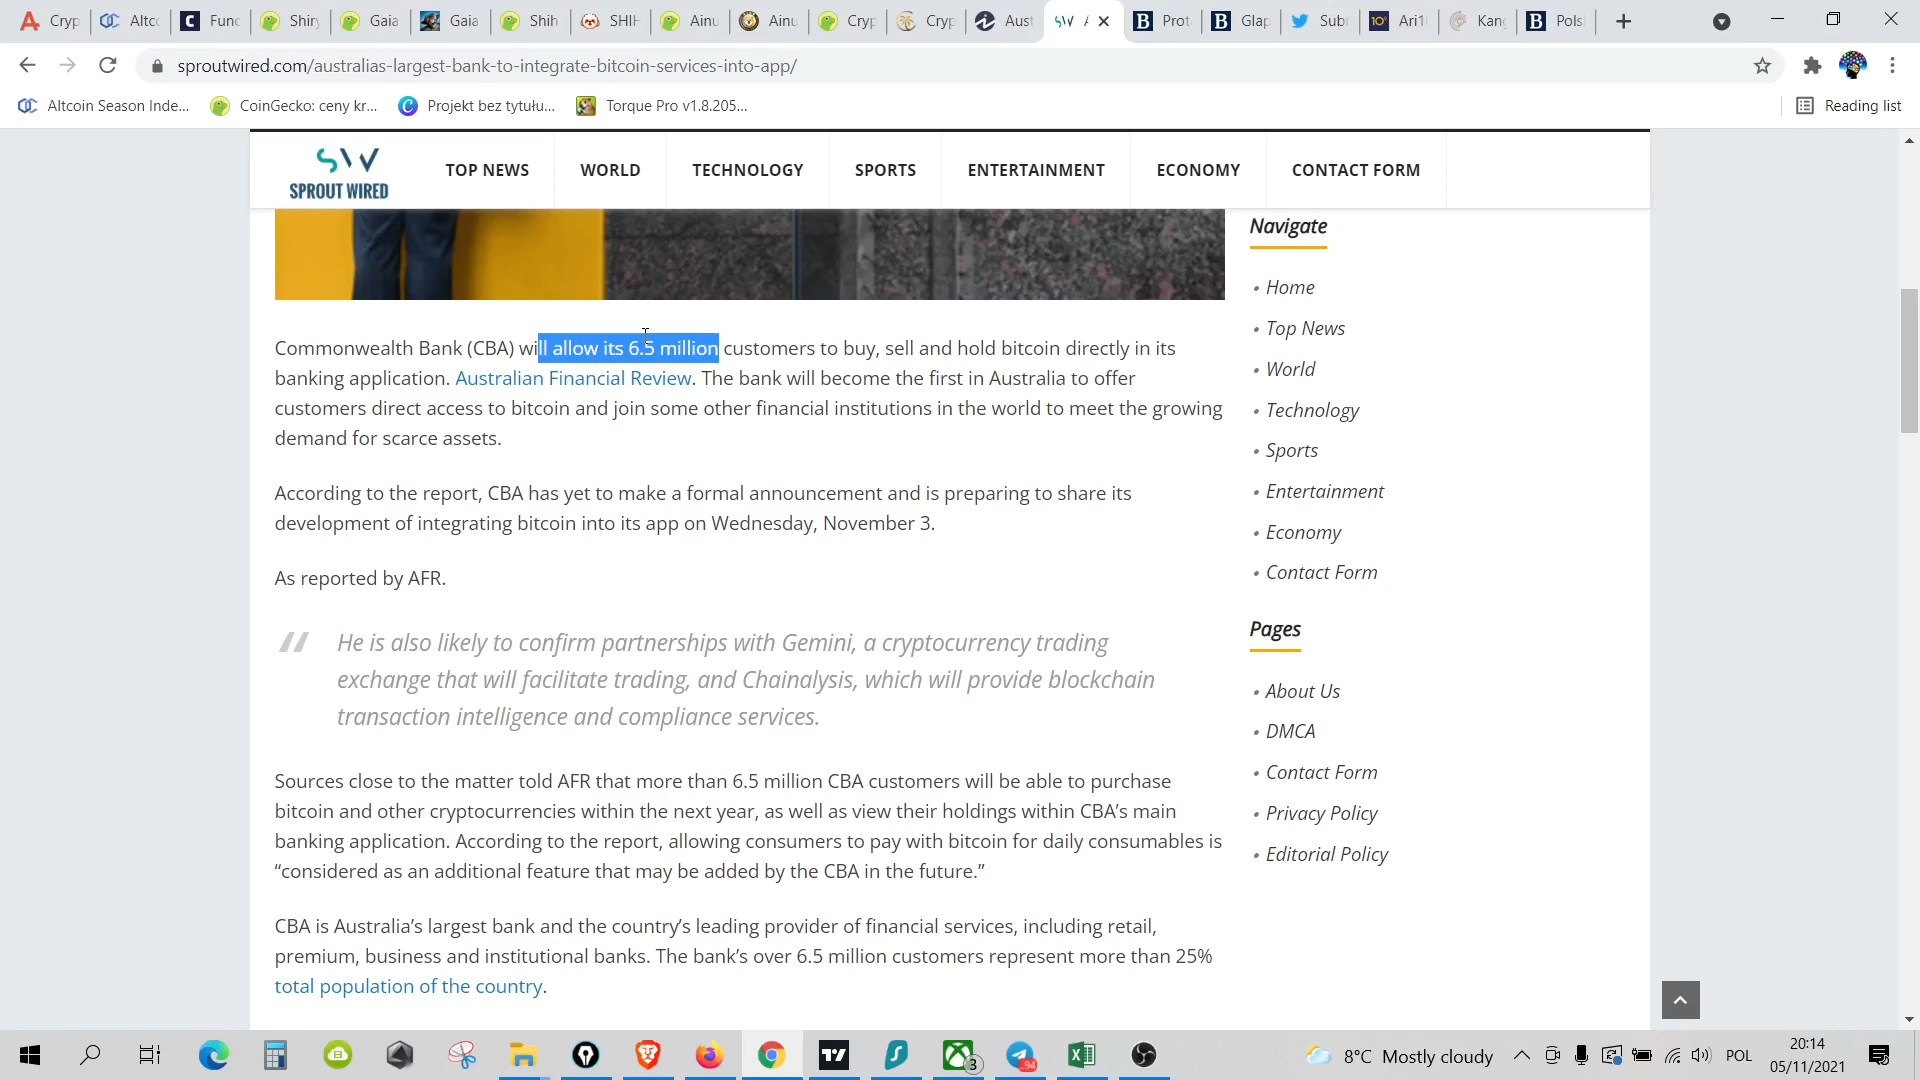 Cryp
Altc
Func
Shiry
Gaia
Gaia
Shib
SHIH
Ainu
Ainu
Cryp
Cryp
Aust
Prot
Glap
Subr
Ari1
Kang
Pols
sproutwired.com/australias-largest-bank-to-integrate-bitcoin-services-into-app/
Altcoin Season Inde...
CoinGecko: ceny kr...
Projekt bez tytułu...
Torque Pro v1.8.205...
Reading list
SPROUT WIRED
TOP NEWS
WORLD
TECHNOLOGY
SPORTS
ENTERTAINMENT
ECONOMY
CONTACT FORM
Commonwealth Bank (CBA) will allow its 6.5 million customers to buy, sell and hold bitcoin directly in its
banking application. Australian Financial Review. The bank will become the first in Australia to offer
customers direct access to bitcoin and join some other financial institutions in the world to meet the growing
demand for scarce assets.
According to the report, CBA has yet to make a formal announcement and is preparing to share its
development of integrating bitcoin into its app on Wednesday, November 3.
As reported by AFR.
He is also likely to confirm partnerships with Gemini, a cryptocurrency trading
exchange that will facilitate trading, and Chainalysis, which will provide blockchain
transaction intelligence and compliance services.
Sources close to the matter told AFR that more than 6.5 million CBA customers will be able to purchase
bitcoin and other cryptocurrencies within the next year, as well as view their holdings within CBA’s main
banking application. According to the report, allowing consumers to pay with bitcoin for daily consumables is
“considered as an additional feature that may be added by the CBA in the future.”
CBA is Australia’s largest bank and the country’s leading provider of financial services, including retail,
premium, business and institutional banks. The bank’s over 6.5 million customers represent more than 25%
total population of the country.
Navigate
Home
Top News
World
Technology
Sports
Entertainment
Economy
Contact Form
Pages
About Us
DMCA
Contact Form
Privacy Policy
Editorial Policy
3
94
8°C Mostly cloudy
POL
20:14
05/11/2021